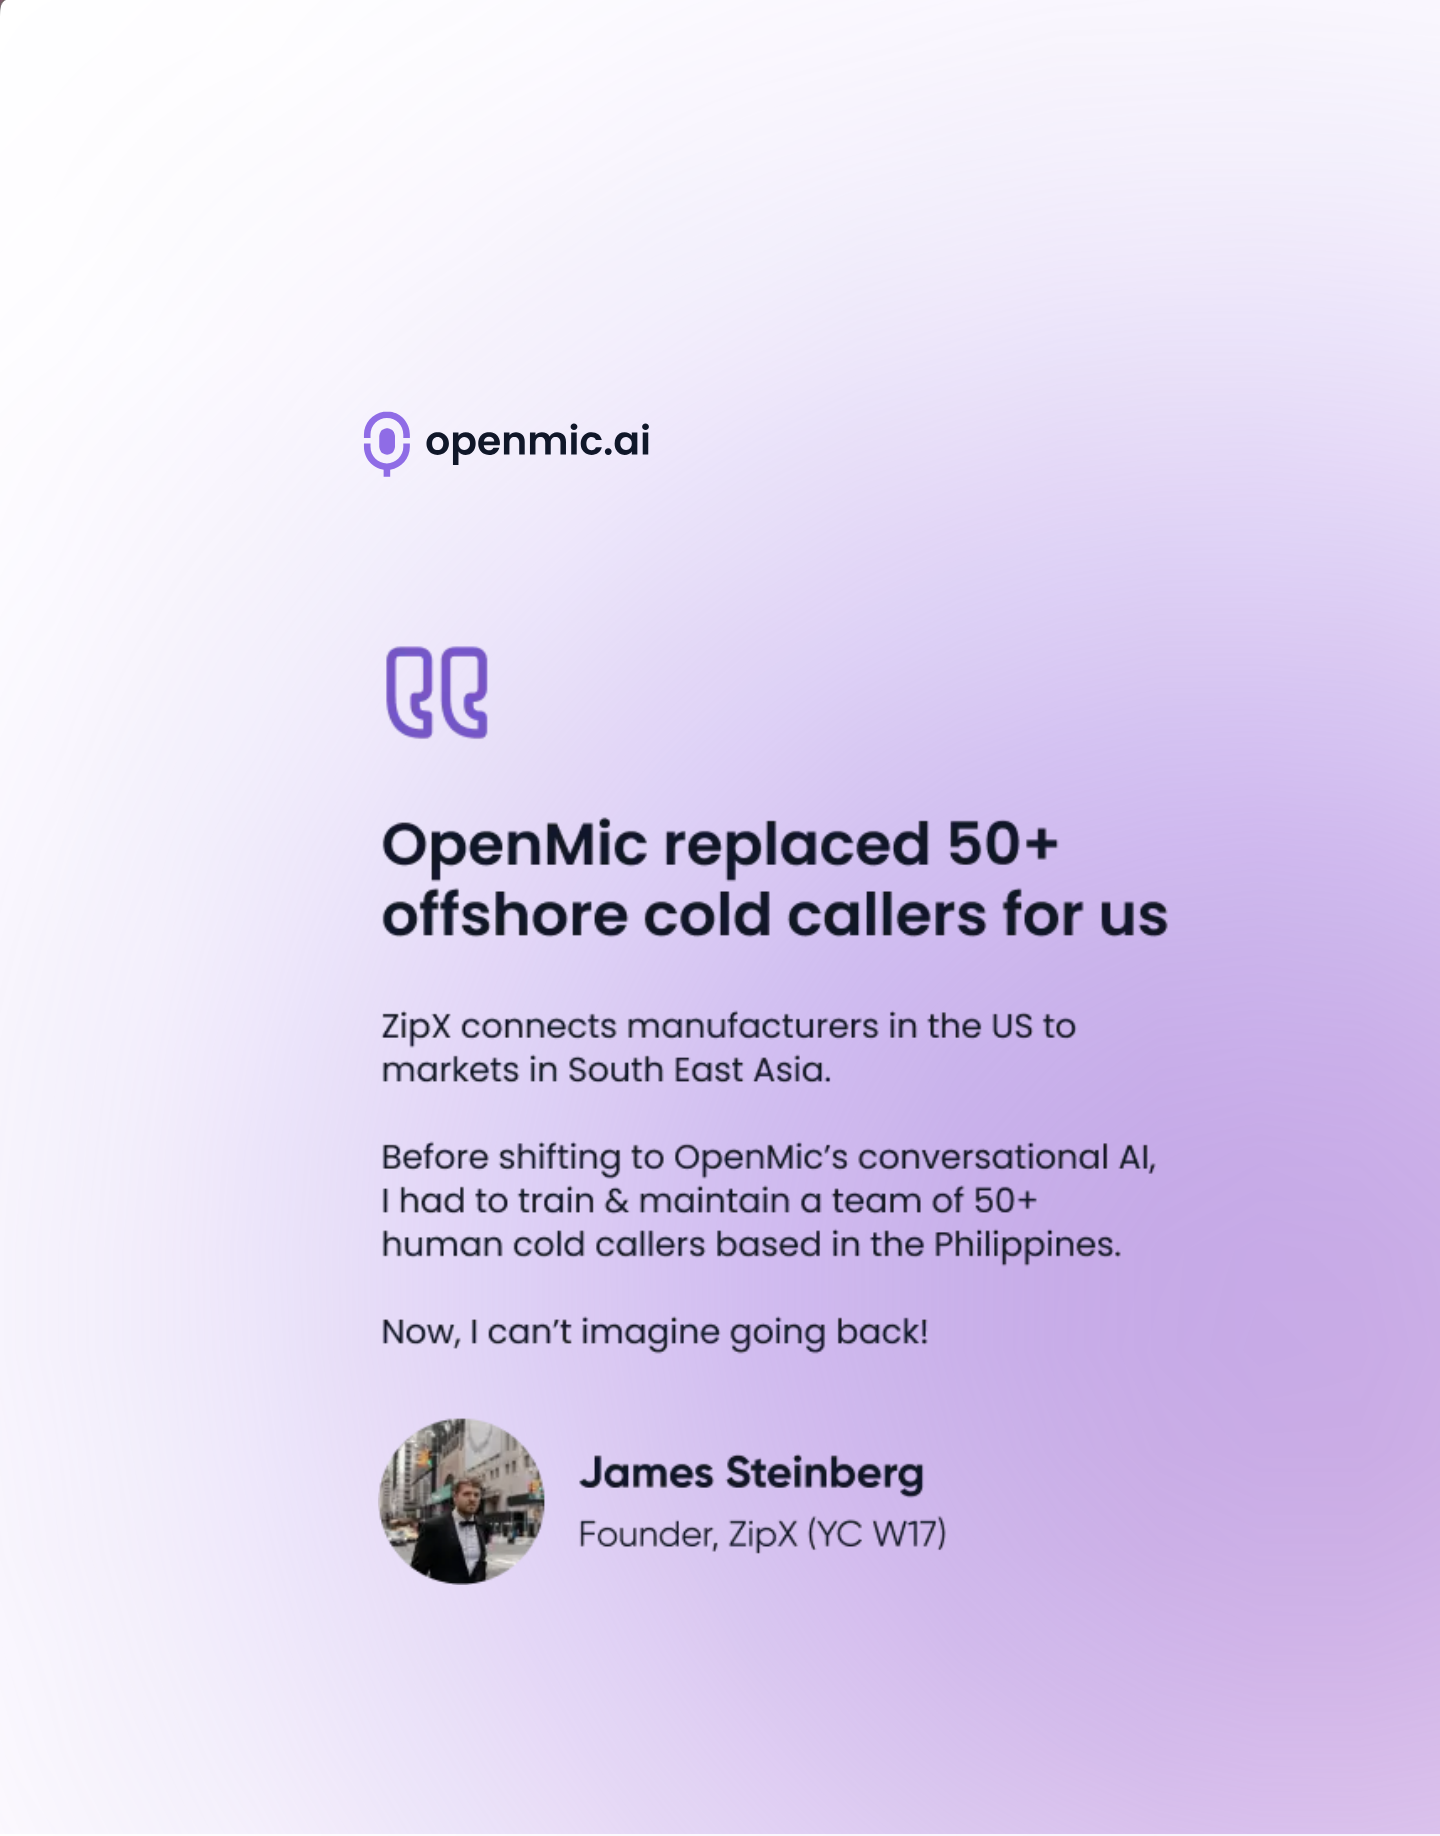 openmic.ai
OpenMic replaced 50+
offshore cold callers for us
ZipX connects manufacturers in the US to
markets in South East Asia.
Before shifting to OpenMic’s conversational AI,
I had to train & maintain a team of 50+
human cold callers based in the Philippines.
Now, I can’t imagine going back!
James Steinberg
Founder, ZipX (YC W17)